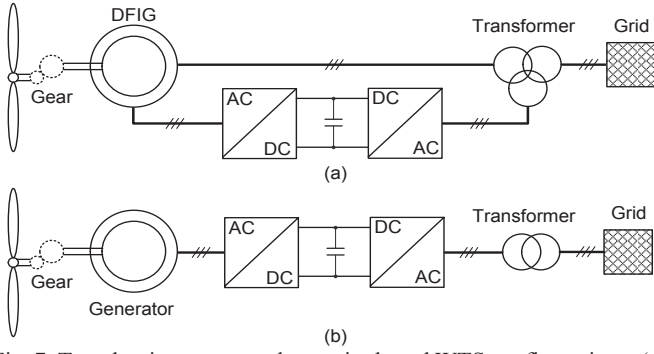 DFIG
Transformer
Grid
Gear
AC
DC
DC
AC
(a)
Transformer
Grid
AC
DC
DC
AC
Gear
Generator
(b)